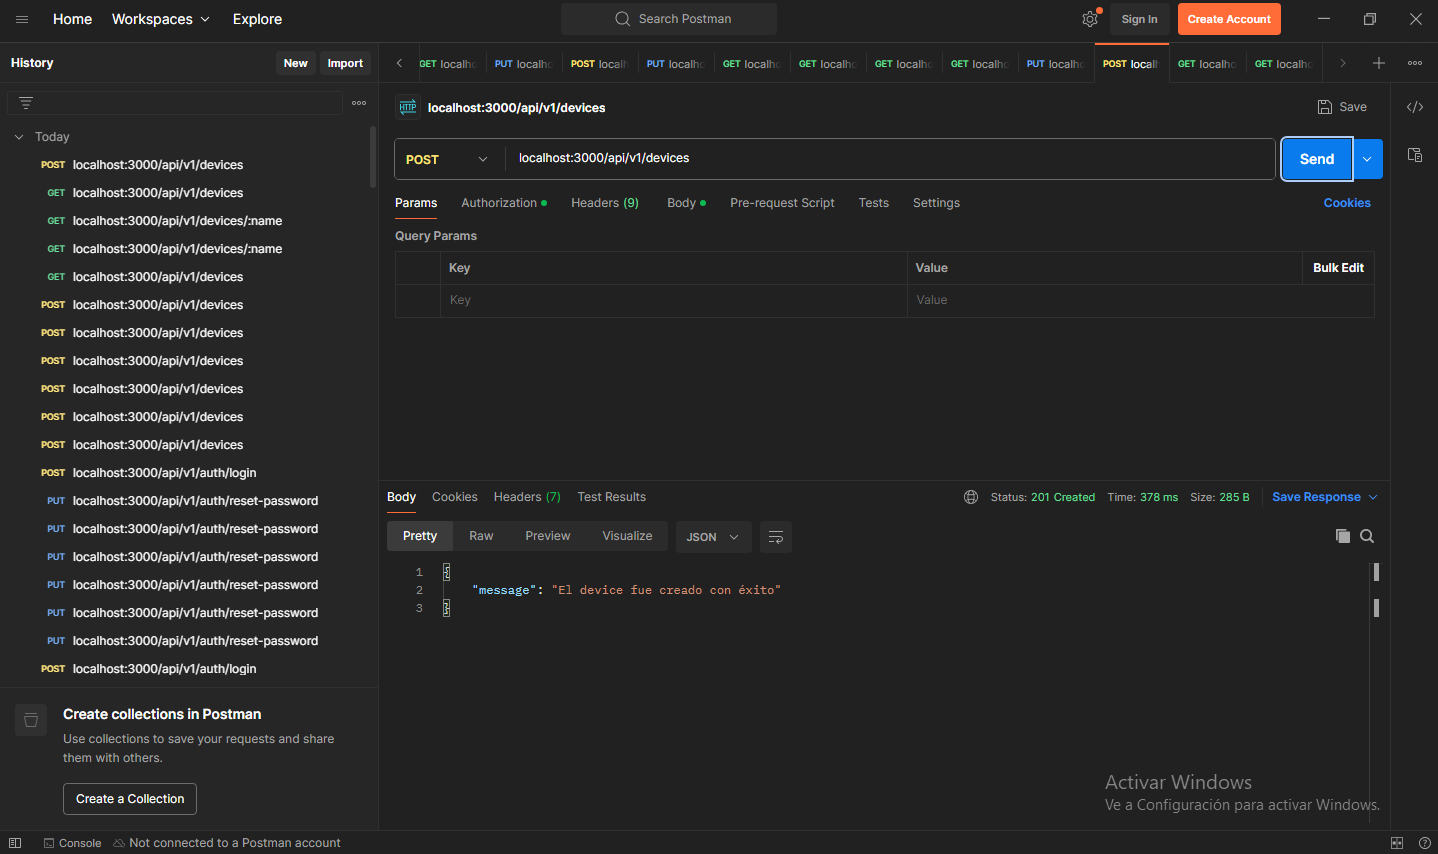 Home Workspaces Explore Search Postman Sign In Create Account
History New Import
GET localho PUT localho POST localh PUT localho GET localho GET localho GET localho GET localho PUT localho POST localh GET localho GET localho
HTTP localhost:3000/api/v1/devices Save
Today
POST localhost:3000/api/v1/devices
GET localhost:3000/api/v1/devices
GET localhost:3000/api/v1/devices/:name
GET localhost:3000/api/v1/devices/:name
GET localhost:3000/api/v1/devices
POST localhost:3000/api/v1/devices
POST localhost:3000/api/v1/devices
POST localhost:3000/api/v1/devices
POST localhost:3000/api/v1/devices
POST localhost:3000/api/v1/devices
POST localhost:3000/api/v1/devices
POST localhost:3000/api/v1/auth/login
PUT localhost:3000/api/v1/auth/reset-password
PUT localhost:3000/api/v1/auth/reset-password
PUT localhost:3000/api/v1/auth/reset-password
PUT localhost:3000/api/v1/auth/reset-password
PUT localhost:3000/api/v1/auth/reset-password
PUT localhost:3000/api/v1/auth/reset-password
POST localhost:3000/api/v1/auth/login
Create collections in Postman
Use collections to save your requests and share
them with others.
Create a Collection
POST localhost:3000/api/v1/devices Send
Params Authorization Headers (9) Body Pre-request Script Tests Settings Cookies
Query Params
Key Value Bulk Edit
Key Value
Body Cookies Headers (7) Test Results Status: 201 Created Time: 378 ms Size: 285 B Save Response
Pretty Raw Preview Visualize JSON
1 {
2 "message": "El device fue creado con éxito"
3 }
Activar Windows
Ve a Configuración para activar Windows.
Console Not connected to a Postman account